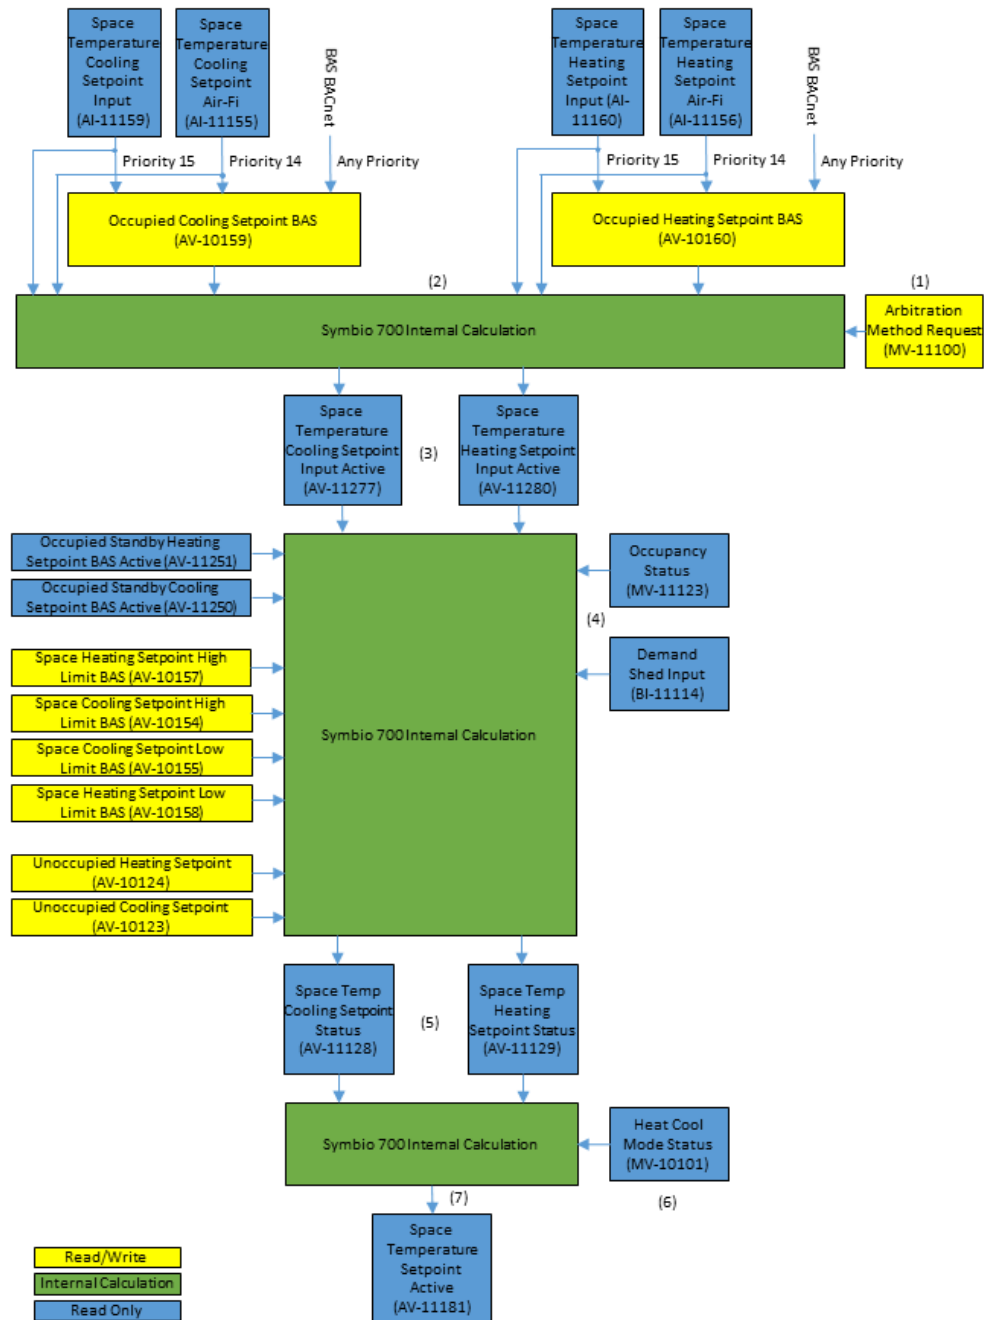 Space
Temperature
Cooling
Setpoint
Input
(AI-11159)
Space
Temperature
Cooling
Setpoint
Air-Fi
(AI-11155)
BAS BACnet
Space
Temperature
Heating
Setpoint
Input (AI-
11160)
Space
Temperature
Heating
Setpoint
Air-Fi
(AI-11156)
BAS BACnet
Priority 15
Priority 14
Any Priority
Priority 15
Priority 14
Any Priority
Occupied Cooling Setpoint BAS
(AV-10159)
Occupied Heating Setpoint BAS
(AV-10160)
(2)
(1)
Symbio 700 Internal Calculation
Arbitration
Method Request
(MV-11100)
Space
Temperature
Cooling Setpoint
Input Active
(AV-11277)
(3)
Space
Temperature
Heating Setpoint
Input Active
(AV-11280)
Occupied Standby Heating
Setpoint BAS Active (AV-11251)
Occupied Standby Cooling
Setpoint BAS Active (AV-11250)
Space Heating Setpoint High
Limit BAS (AV-10157)
Space Cooling Setpoint High
Limit BAS (AV-10154)
Space Cooling Setpoint Low
Limit BAS (AV-10155)
Space Heating Setpoint Low
Limit BAS (AV-10158)
Unoccupied Heating Setpoint
(AV-10124)
Unoccupied Cooling Setpoint
(AV-10123)
Symbio 700 Internal Calculation
Occupancy
Status
(MV-11123)
(4)
Demand
Shed Input
(BI-11114)
Space Temp
Cooling Setpoint
Status
(AV-11128)
(5)
Space Temp
Heating
Setpoint Status
(AV-11129)
Symbio 700 Internal Calculation
Heat Cool
Mode Status
(MV-10101)
(7)
(6)
Space
Temperature
Setpoint
Active
(AV-11181)
Read/Write
Internal Calculation
Read Only